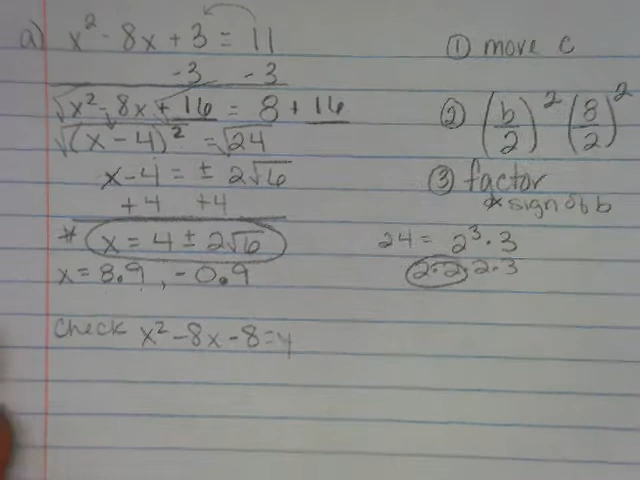 a) x² - 8x + 3 = 11
-3 -3
√x² - 8x + 16 = 8 + 16
√(x - 4)² = √24
x - 4 = ± 2√6
+4 +4
* x = 4 ± 2√6
x = 8.9, -0.9
Check x² - 8x - 8 = y
① move c
② (b/2)² (8/2)²
③ factor
* sign of b
24 = 2³ · 3
2·2·2·3